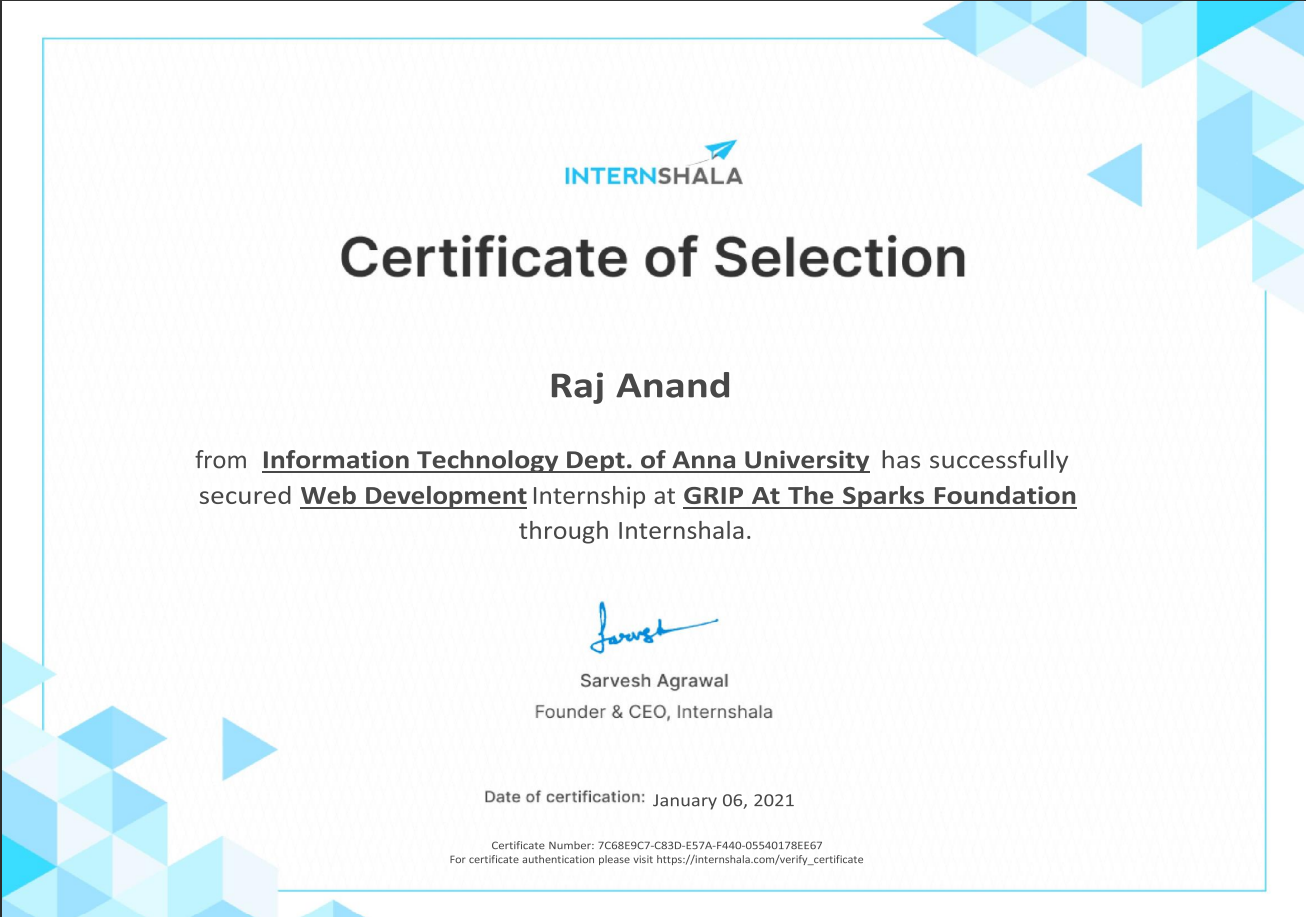 INTERNSHALA
Certificate of Selection
Raj Anand
from Information Technology Dept. of Anna University has successfully
secured Web Development Internship at GRIP At The Sparks Foundation
through Internshala.
Sarvesh
Sarvesh Agrawal
Founder & CEO, Internshala
Date of certification: January 06, 2021
Certificate Number: 7C68E9C7-C83D-E57A-F440-05540178EE67
For certificate authentication please visit https://internshala.com/verify_certificate